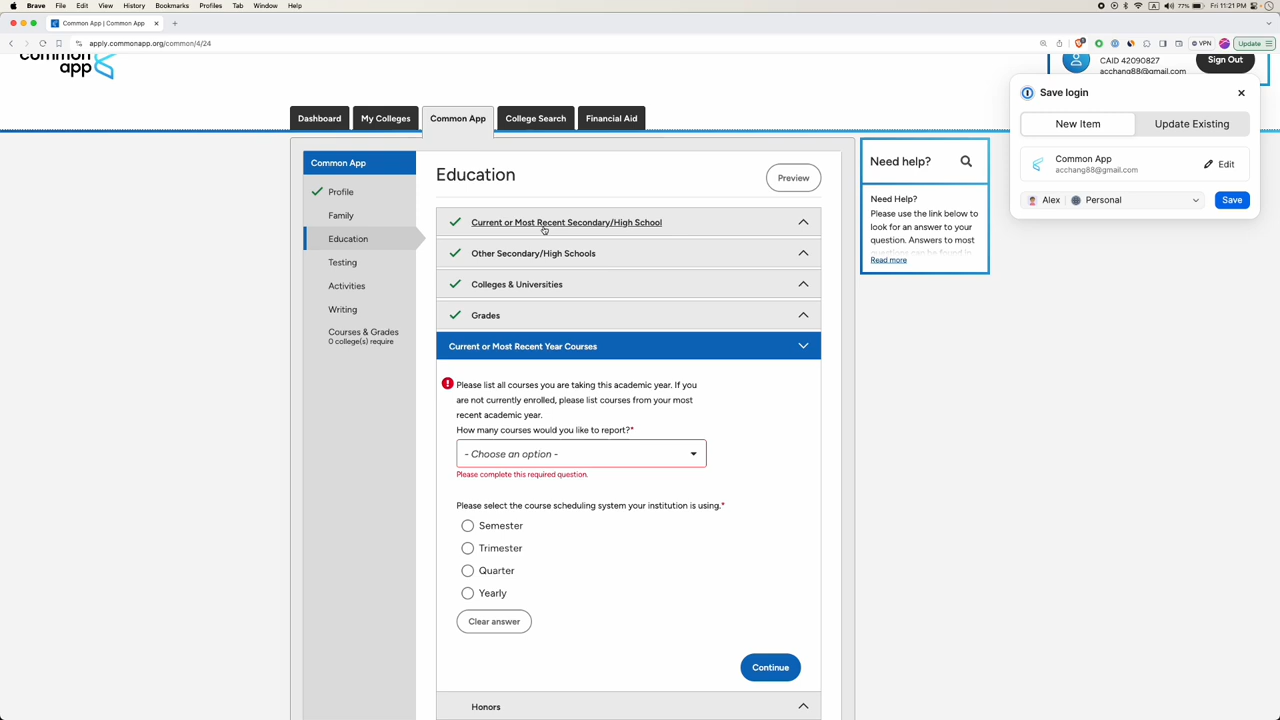 Brave File Edit View History Bookmarks Profiles Tab Window Help
A 77% Fri 11:21 PM
Common App | Common App
apply.commonapp.org/common/4/24
VPN Update
common
app
CAID 42090827
acchang88@gmail.com
Sign Out
Save login
New Item Update Existing
Common App
acchang88@gmail.com
Edit
Alex Personal Save
Dashboard My Colleges Common App College Search Financial Aid
Common App
Profile
Family
Education
Testing
Activities
Writing
Courses & Grades
0 college(s) require
Education
Preview
Current or Most Recent Secondary/High School
Other Secondary/High Schools
Colleges & Universities
Grades
Current or Most Recent Year Courses
Please list all courses you are taking this academic year. If you
are not currently enrolled, please list courses from your most
recent academic year.
How many courses would you like to report?*
- Choose an option -
Please complete this required question.
Please select the course scheduling system your institution is using.*
Semester
Trimester
Quarter
Yearly
Clear answer
Continue
Honors
Need help?
Need Help?
Please use the link below to
look for an answer to your
question. Answers to most
questions can be found in
Read more